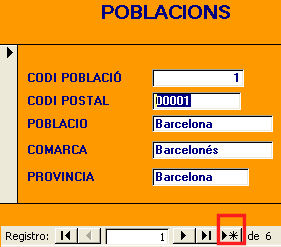 POBLACIONS
CODI POBLACIÓ 1
CODI POSTAL 00001
POBLACIO Barcelona
COMARCA Barcelonés
PROVINCIA Barcelona
Registro: 1 de 6